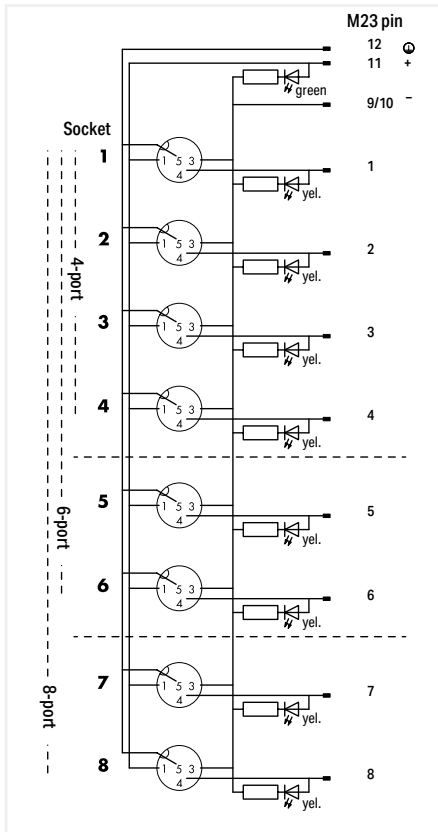 M23 pin
12
11 +
green
9/10 –
Socket
1
1 5 3
4
1
yel.
2
1 5 3
4
2
yel.
4-port
3
1 5 3
4
3
yel.
4
1 5 3
4
4
yel.
5
1 5 3
4
5
yel.
6-port
6
1 5 3
4
6
yel.
7
1 5 3
4
7
yel.
8-port
8
1 5 3
4
8
yel.